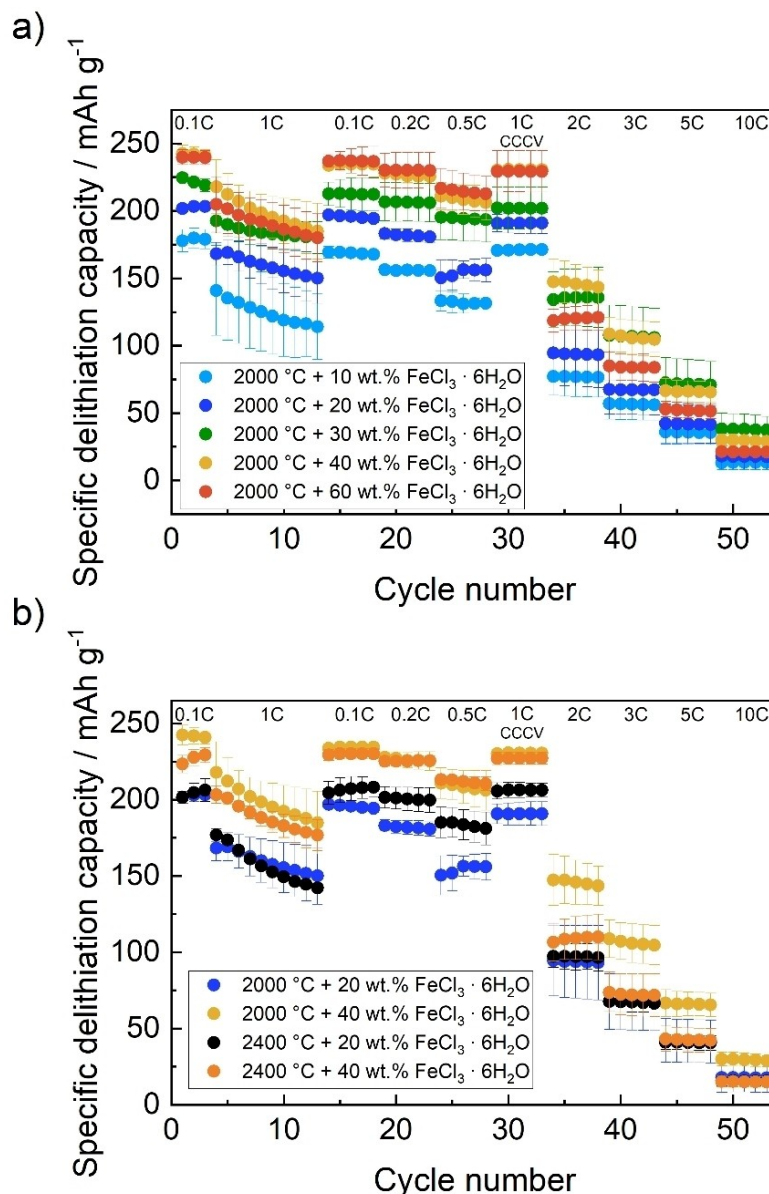 a)
Specific delithiation capacity / mAh g⁻¹
0.1C 1C 0.1C 0.2C 0.5C 1C 2C 3C 5C 10C
CCCV
250
200
150
100
50
0
2000 °C + 10 wt.% FeCl₃ · 6H₂O
2000 °C + 20 wt.% FeCl₃ · 6H₂O
2000 °C + 30 wt.% FeCl₃ · 6H₂O
2000 °C + 40 wt.% FeCl₃ · 6H₂O
2000 °C + 60 wt.% FeCl₃ · 6H₂O
0 10 20 30 40 50
Cycle number
b)
Specific delithiation capacity / mAh g⁻¹
0.1C 1C 0.1C 0.2C 0.5C 1C 2C 3C 5C 10C
CCCV
250
200
150
100
50
0
2000 °C + 20 wt.% FeCl₃ · 6H₂O
2000 °C + 40 wt.% FeCl₃ · 6H₂O
2400 °C + 20 wt.% FeCl₃ · 6H₂O
2400 °C + 40 wt.% FeCl₃ · 6H₂O
0 10 20 30 40 50
Cycle number